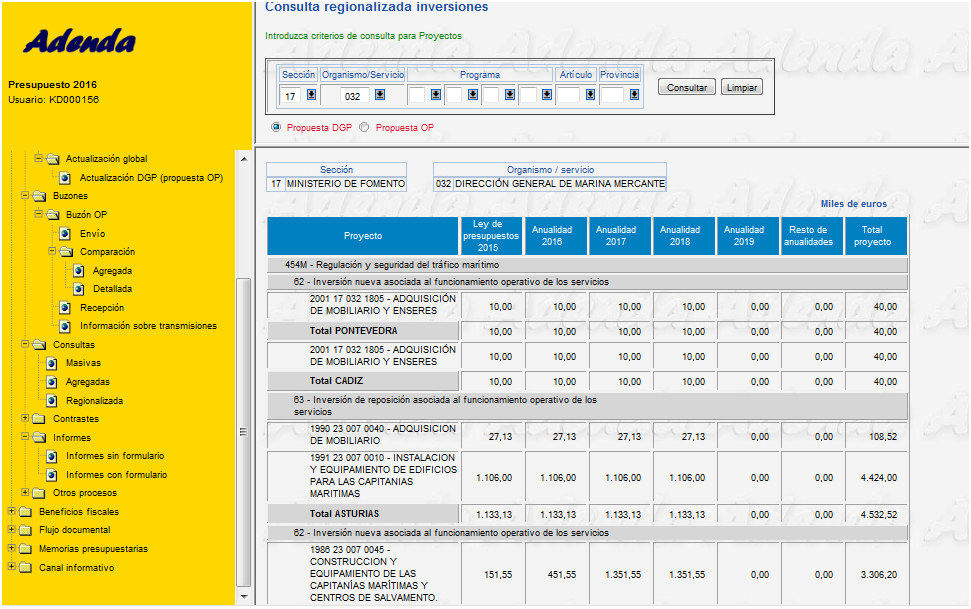 Adenda
Presupuesto 2016
Usuario: KD000156
Actualización global
Actualización DGP (propuesta OP)
Buzones
Buzón OP
Envío
Comparación
Agregada
Detallada
Recepción
Información sobre transmisiones
Consultas
Masivas
Agregadas
Regionalizada
Contrastes
Informes
Informes sin formulario
Informes con formulario
Otros procesos
Beneficios fiscales
Flujo documental
Memorias presupuestarias
Canal informativo
Consulta regionalizada inversiones
Introduzca criterios de consulta para Proyectos
Sección Organismo/Servicio Programa Artículo Provincia
17 032 Consultar Limpiar
Propuesta DGP Propuesta OP
Sección Organismo / servicio
17 MINISTERIO DE FOMENTO 032 DIRECCIÓN GENERAL DE MARINA MERCANTE
Miles de euros
Proyecto Ley de presupuestos 2015 Anualidad 2016 Anualidad 2017 Anualidad 2018 Anualidad 2019 Resto de anualidades Total proyecto
454M - Regulación y seguridad del tráfico marítimo
62 - Inversión nueva asociada al funcionamiento operativo de los servicios
2001 17 032 1805 - ADQUISICIÓN
DE MOBILIARIO Y ENSERES 10,00 10,00 10,00 10,00 0,00 0,00 40,00
Total PONTEVEDRA 10,00 10,00 10,00 10,00 0,00 0,00 40,00
2001 17 032 1805 - ADQUISICIÓN
DE MOBILIARIO Y ENSERES 10,00 10,00 10,00 10,00 0,00 0,00 40,00
Total CADIZ 10,00 10,00 10,00 10,00 0,00 0,00 40,00
63 - Inversión de reposición asociada al funcionamiento operativo de los
servicios
1990 23 007 0040 - ADQUISICION
DE MOBILIARIO 27,13 27,13 27,13 27,13 0,00 0,00 108,52
1991 23 007 0010 - INSTALACION
Y EQUIPAMIENTO DE EDIFICIOS
PARA LAS CAPITANIAS
MARITIMAS 1.106,00 1.106,00 1.106,00 1.106,00 0,00 0,00 4.424,00
Total ASTURIAS 1.133,13 1.133,13 1.133,13 1.133,13 0,00 0,00 4.532,52
62 - Inversión nueva asociada al funcionamiento operativo de los servicios
1986 23 007 0045 -
CONSTRUCCION Y
EQUIPAMIENTO DE LAS
CAPITANÍAS MARÍTIMAS Y
CENTROS DE SALVAMENTO. 151,55 451,55 1.351,55 1.351,55 0,00 0,00 3.306,20